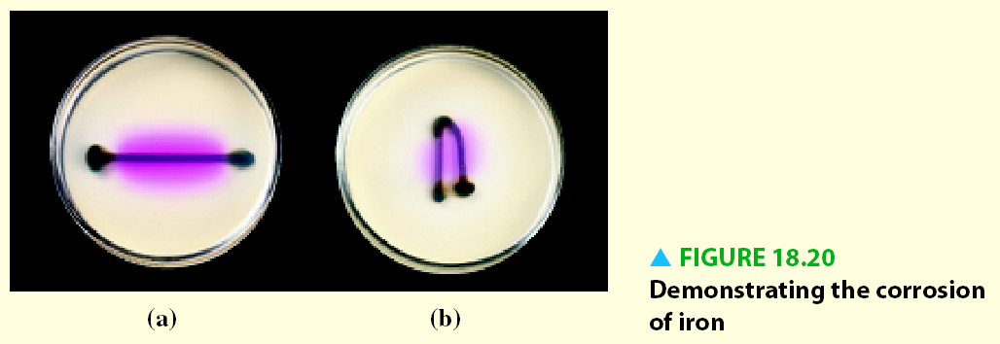 (a)
(b)
▲ FIGURE 18.20
Demonstrating the corrosion
of iron